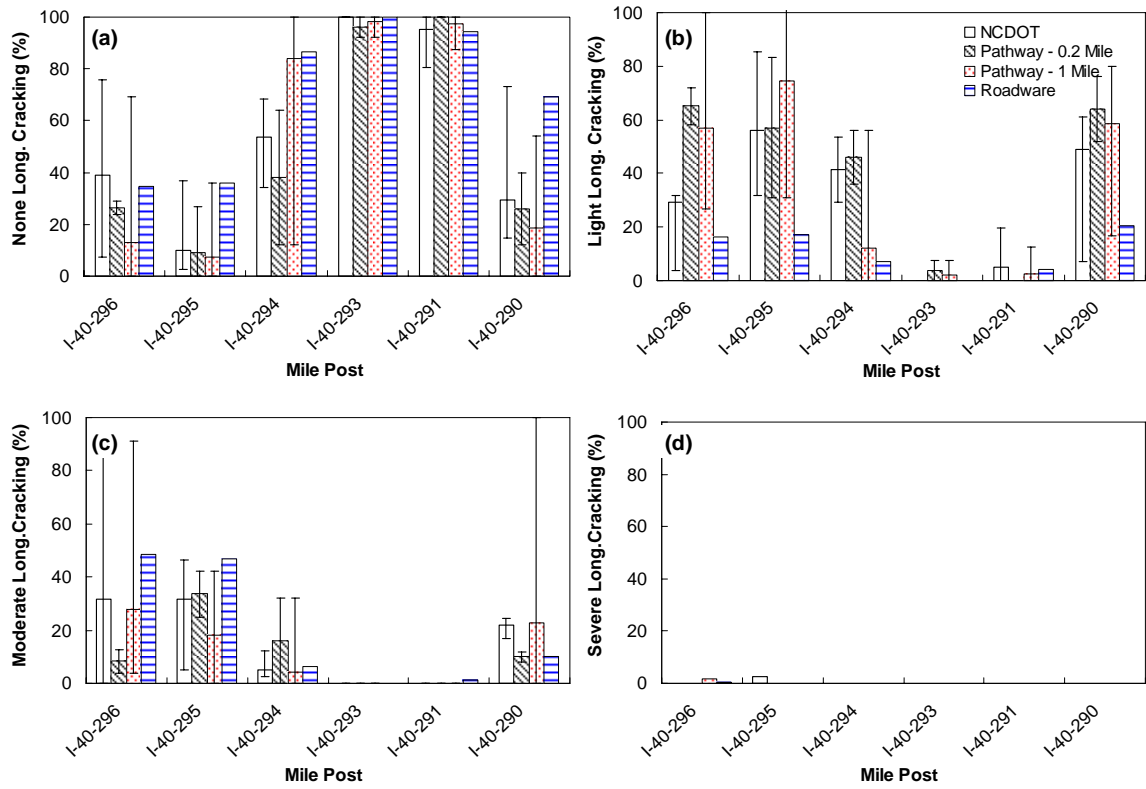 (a)
None Long. Cracking (%)
100
80
60
40
20
0
I-40-296
I-40-295
I-40-294
I-40-293
I-40-291
I-40-290
Mile Post
(b)
Light Long. Cracking (%)
100
80
60
40
20
0
NCDOT
Pathway - 0.2 Mile
Pathway - 1 Mile
Roadware
I-40-296
I-40-295
I-40-294
I-40-293
I-40-291
I-40-290
Mile Post
(c)
Moderate Long.Cracking (%)
100
80
60
40
20
0
I-40-296
I-40-295
I-40-294
I-40-293
I-40-291
I-40-290
Mile Post
(d)
Severe Long.Cracking (%)
100
80
60
40
20
0
I-40-296
I-40-295
I-40-294
I-40-293
I-40-291
I-40-290
Mile Post